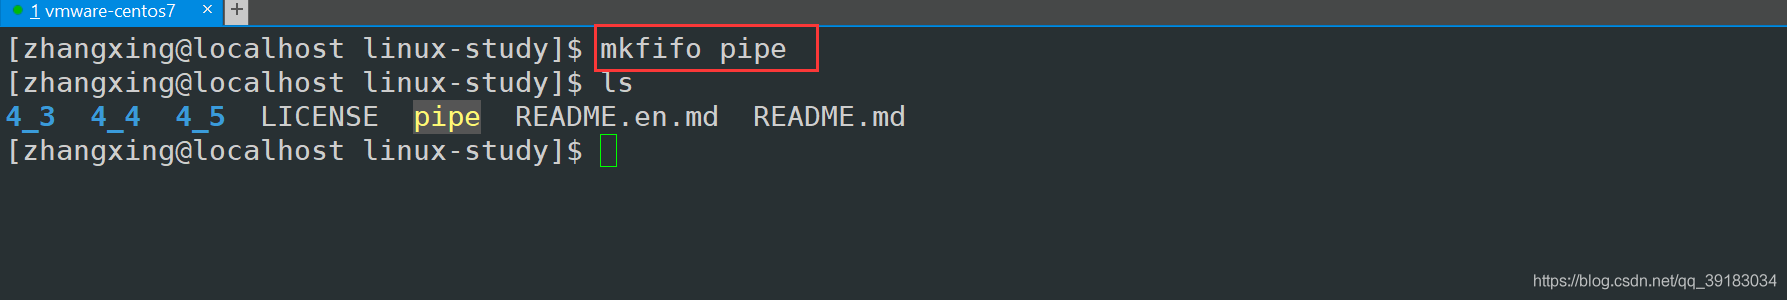 1 vmware-centos7 × +
[zhangxing@localhost linux-study]$ mkfifo pipe
[zhangxing@localhost linux-study]$ ls
4_3 4_4 4_5 LICENSE pipe README.en.md README.md
[zhangxing@localhost linux-study]$
https://blog.csdn.net/qq_39183034